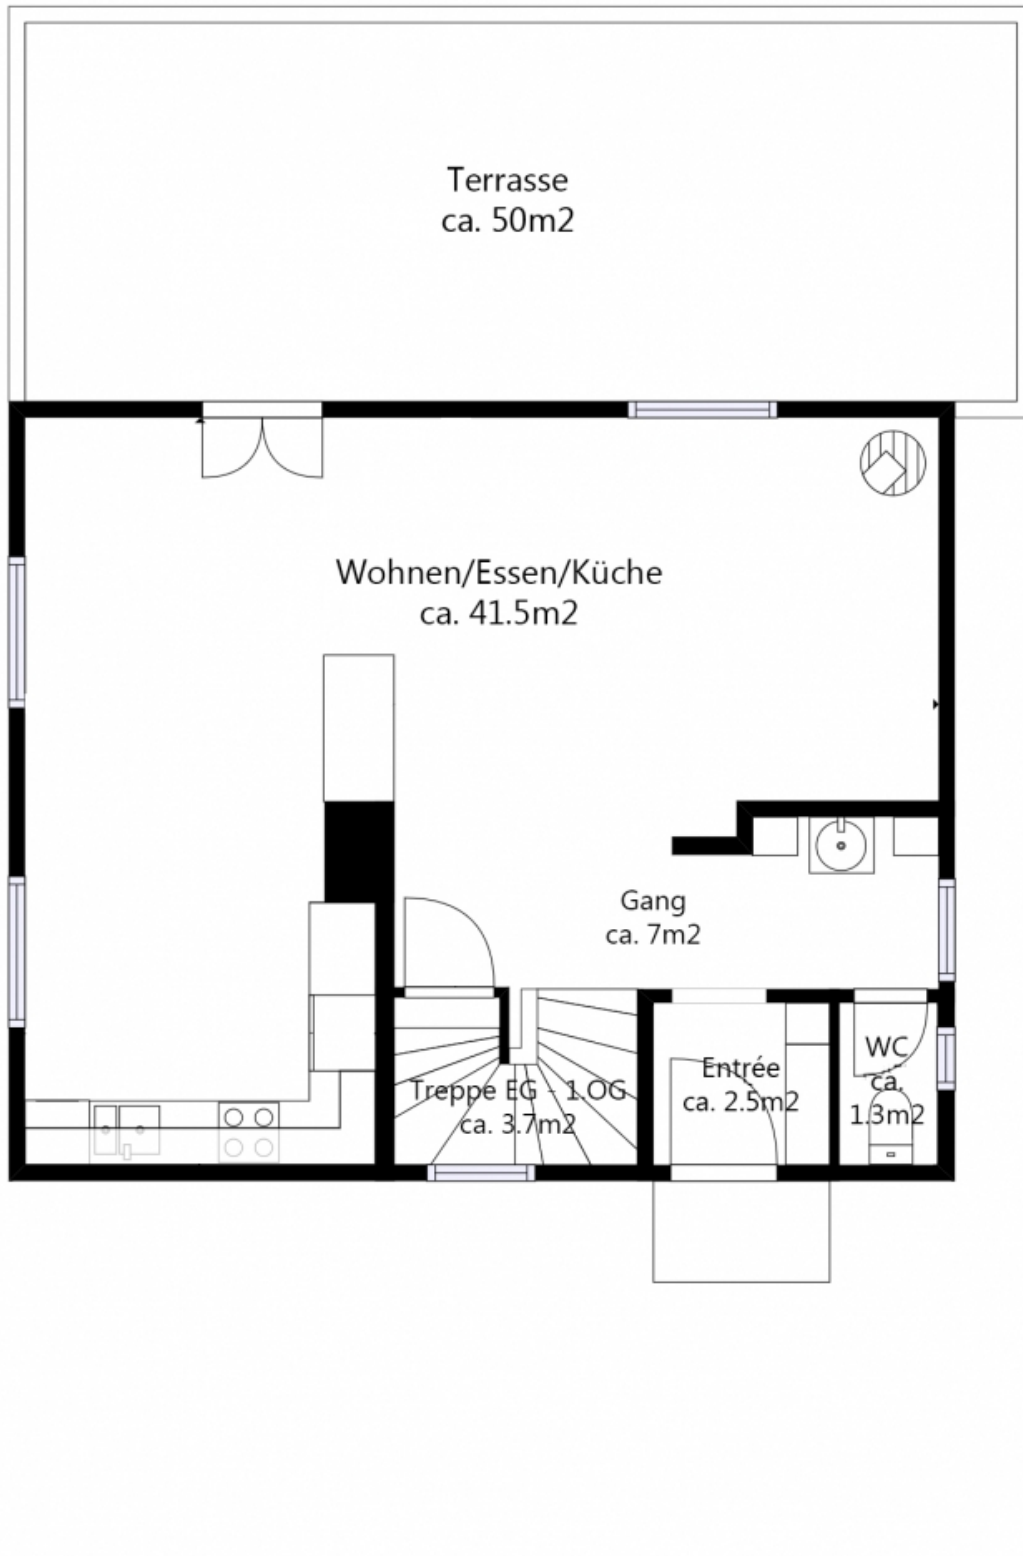 Terrasse
ca. 50m2
Wohnen/Essen/Küche
ca. 41.5m2
Gang
ca. 7m2
Treppe EG - 1.OG
ca. 3.7m2
Entrée
ca. 2.5m2
WC
ca.
1.3m2